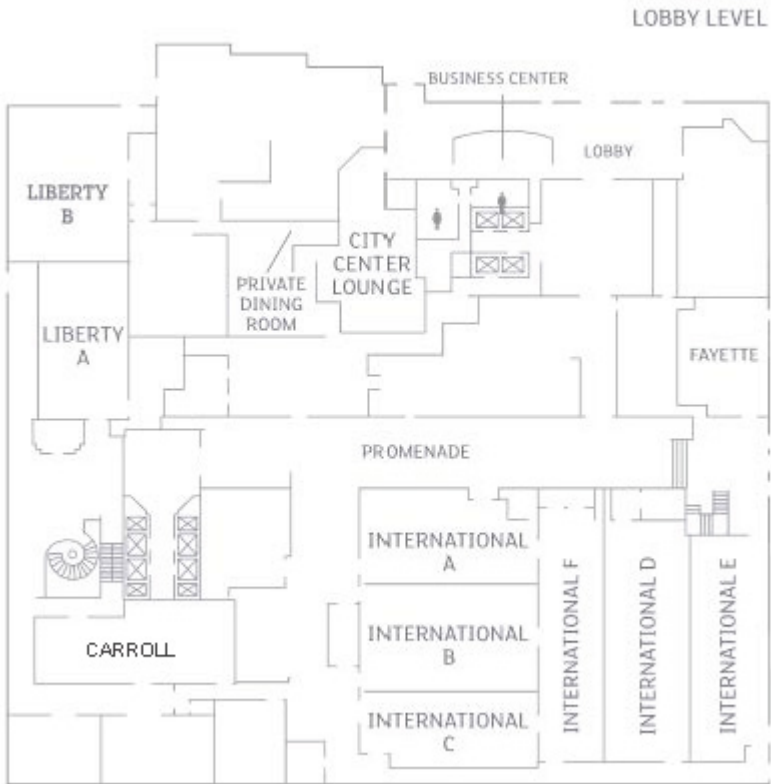 LOBBY LEVEL
BUSINESS CENTER
LOBBY
LIBERTY
B
CITY
CENTER
LOUNGE
PRIVATE
DINING
ROOM
LIBERTY
A
FAYETTE
PROMENADE
INTERNATIONAL
A
INTERNATIONAL
B
INTERNATIONAL
C
INTERNATIONAL F
INTERNATIONAL D
INTERNATIONAL E
CARROLL